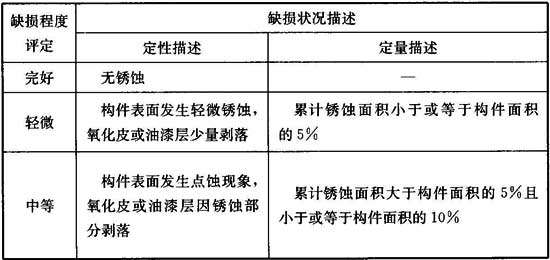 缺损程度评定
缺损状况描述
定性描述
定量描述
完好
无锈蚀
—
轻微
构件表面发生轻微锈蚀，
氧化皮或油漆层少量剥落
累计锈蚀面积小于或等于构件面积
的5%
中等
构件表面发生点蚀现象，
氧化皮或油漆层因锈蚀部
分剥落
累计锈蚀面积大于构件面积的5%且
小于或等于构件面积的10%